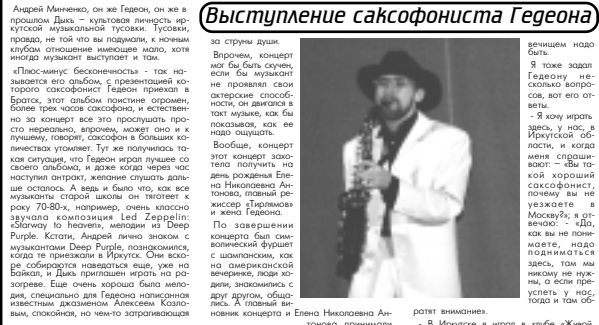 Выступление саксофониста Гедеона
Андрей Минченко, он же Гедеон, он же в
прошлом Дыкъ – культовая личность ир-
кутской музыкальной тусовки. Тусовки,
правда, не той что вы подумали, к ночным
клубам отношение имеющее мало, хотя
иногда музыкант выступает и там.
«Плюс-минус бесконечность» - так на-
зывается его альбом, с презентацией ко-
торого саксофонист Гедеон приехал в
Братск, этот альбом поистине огромен,
более трех часов саксофона, и естествен-
но за концерт все это прослушать про-
сто нереально, впрочем, может оно и к
лучшему, говорят, саксофон в больших ко-
личествах утомляет. Тут же получилась та-
кая ситуация, что Гедеон играл лучшее со
своего альбома, и даже когда через час
наступил антракт, желание слушать даль-
ше осталось. А ведь и было что, как все
музыканты старой школы он тяготеет к
року 70-80-х, например, очень классно
звучала композиция Led Zeppelin:
«Starway to heaven», мелодии из Deep
Purple. Кстати, Андрей лично знаком с
музыкантами Deep Purple, познакомился,
когда те приезжали в Иркутск. Они вско-
ре собираются наведаться еще, уже на
Байкал, и Дыкъ приглашен играть на ра-
зогреве. Еще очень хороша была мело-
дия, специально для Гедеона написанная
известным джазменом Алексеем Козло-
вым, спокойная, но чем-то затрагивающая
за струны души.
Впрочем, концерт
мог бы быть скучен,
если бы музыкант
не проявлял свои
актерские способ-
ности, он двигался в
такт музыке, как бы
показывая, как ее
надо ощущать.
Вообще, концерт
этот концерт захо-
тела получить на
день рожденья Еле-
на Николаевна Ан-
тонова, главный ре-
жиссер «Тирлямов»
и жена Гедеона.
По завершении
концерта был сим-
волический фуршет
с шампанским, как
на американской
вечеринке, люди хо-
дили, знакомились с
друг другом, обща-
лись. А главный ви-
новник концерта и Елена Николаевна Ан-
тонова принимали
вечищем надо
быть.
Я тоже задал
Гедеону не-
сколько вопро-
сов, вот его от-
веты.
- Я хочу играть
здесь, у нас, в
Иркутской об-
ласти, и когда
меня спраши-
вают: – «Вы та-
кой хороший
саксофонист,
почему вы не
уезжаете в
Москву?»; я от-
вечаю: - «Да,
как вы не пони-
маете, надо
подниматься
здесь, там мы
никому не нуж-
ны, а если пре-
успеть у нас,
тогда и там об-
ратят внимание».
- В Иркутске я играл в клубе «Живой